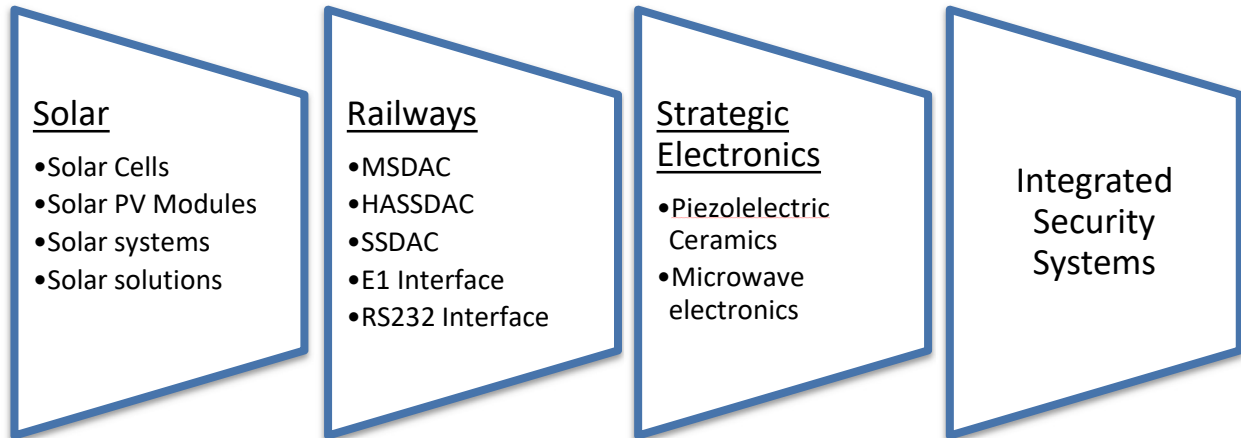 Solar
•Solar Cells
•Solar PV Modules
•Solar systems
•Solar solutions
Railways
•MSDAC
•HASSDAC
•SSDAC
•E1 Interface
•RS232 Interface
Strategic
Electronics
•Piezolelectric
Ceramics
•Microwave
electronics
Integrated
Security
Systems